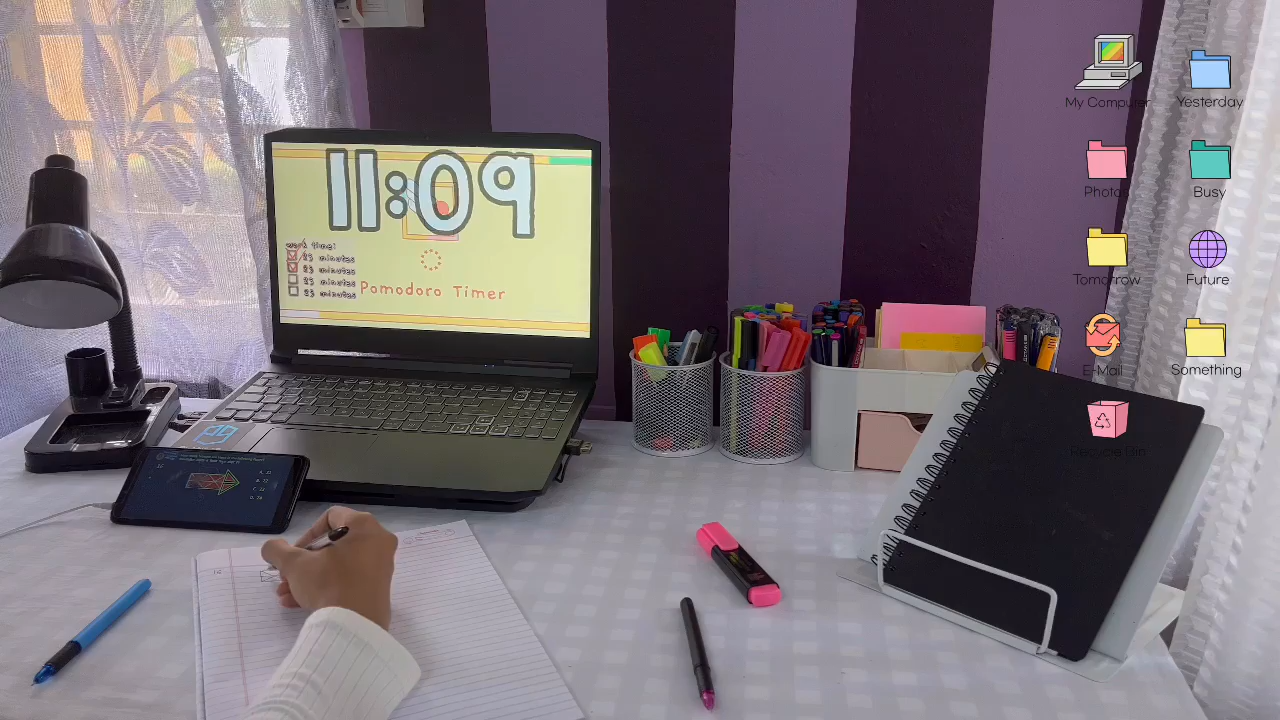 11:09
work time:
25 minutes
25 minutes
25 minutes
25 minutes
Pomodoro Timer
My Computer
Yesterday
Photos
Busy
Tomorrow
Future
E-Mail
Something
Recycle Bin